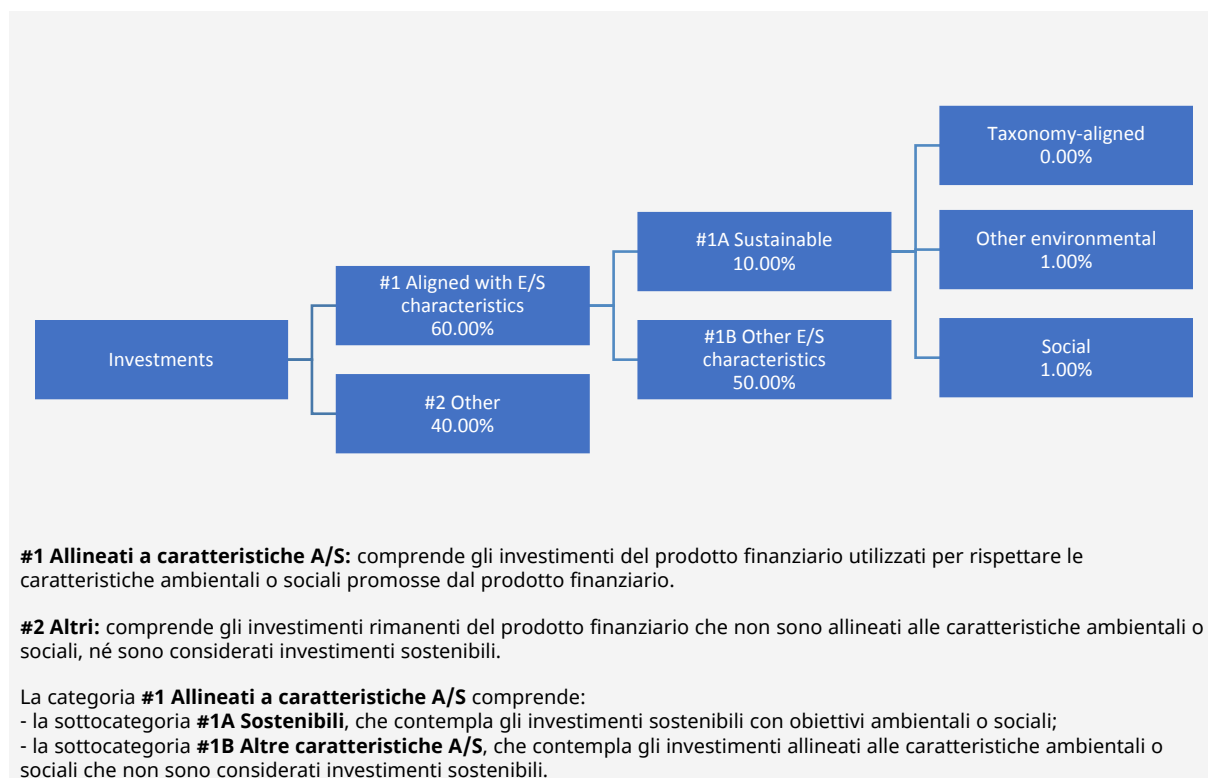 Investments
#1 Aligned with E/S
characteristics
60.00%
#2 Other
40.00%
#1A Sustainable
10.00%
#1B Other E/S
characteristics
50.00%
Taxonomy-aligned
0.00%
Other environmental
1.00%
Social
1.00%
#1 Allineati a caratteristiche A/S: comprende gli investimenti del prodotto finanziario utilizzati per rispettare le
caratteristiche ambientali o sociali promosse dal prodotto finanziario.
#2 Altri: comprende gli investimenti rimanenti del prodotto finanziario che non sono allineati alle caratteristiche ambientali o
sociali, né sono considerati investimenti sostenibili.
La categoria #1 Allineati a caratteristiche A/S comprende:
- la sottocategoria #1A Sostenibili, che contempla gli investimenti sostenibili con obiettivi ambientali o sociali;
- la sottocategoria #1B Altre caratteristiche A/S, che contempla gli investimenti allineati alle caratteristiche ambientali o
sociali che non sono considerati investimenti sostenibili.